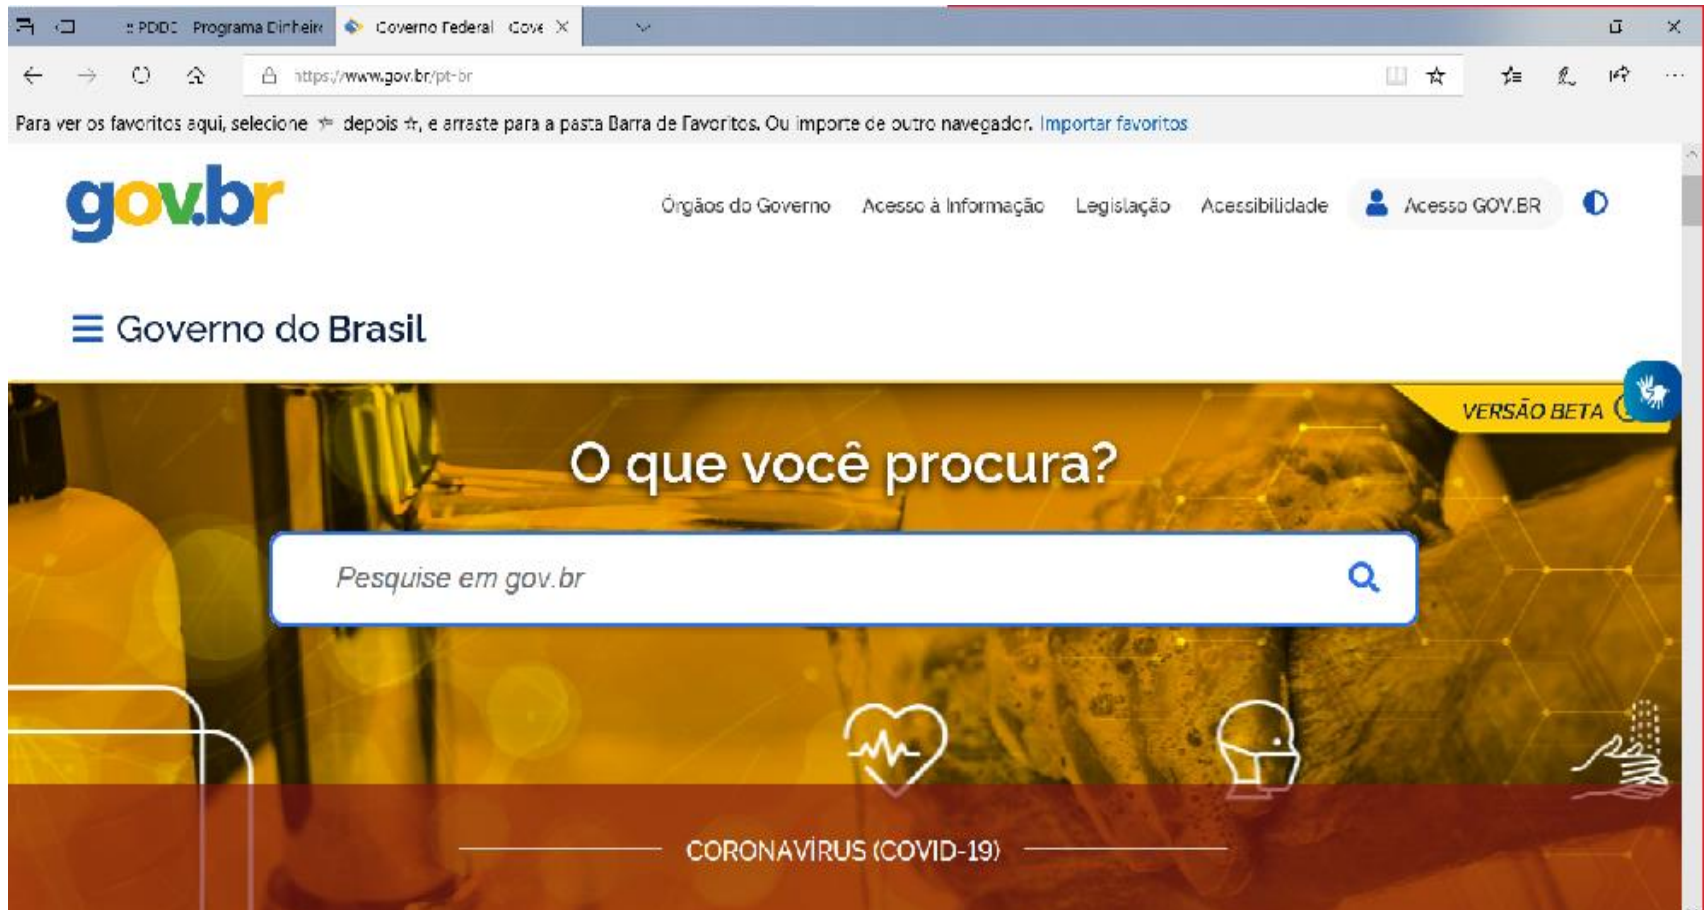 :: PDDE Programa Dinheiro
Governo Federal Gove
https://www.gov.br/pt-br
Para ver os favoritos aqui, selecione depois, e arraste para a pasta Barra de Favoritos. Ou importe de outro navegador. Importar favoritos
gov.br
Órgãos do Governo Acesso à Informação Legislação Acessibilidade Acesso GOV.BR
Governo do Brasil
VERSÃO BETA
O que você procura?
Pesquise em gov.br
CORONAVÍRUS (COVID-19)